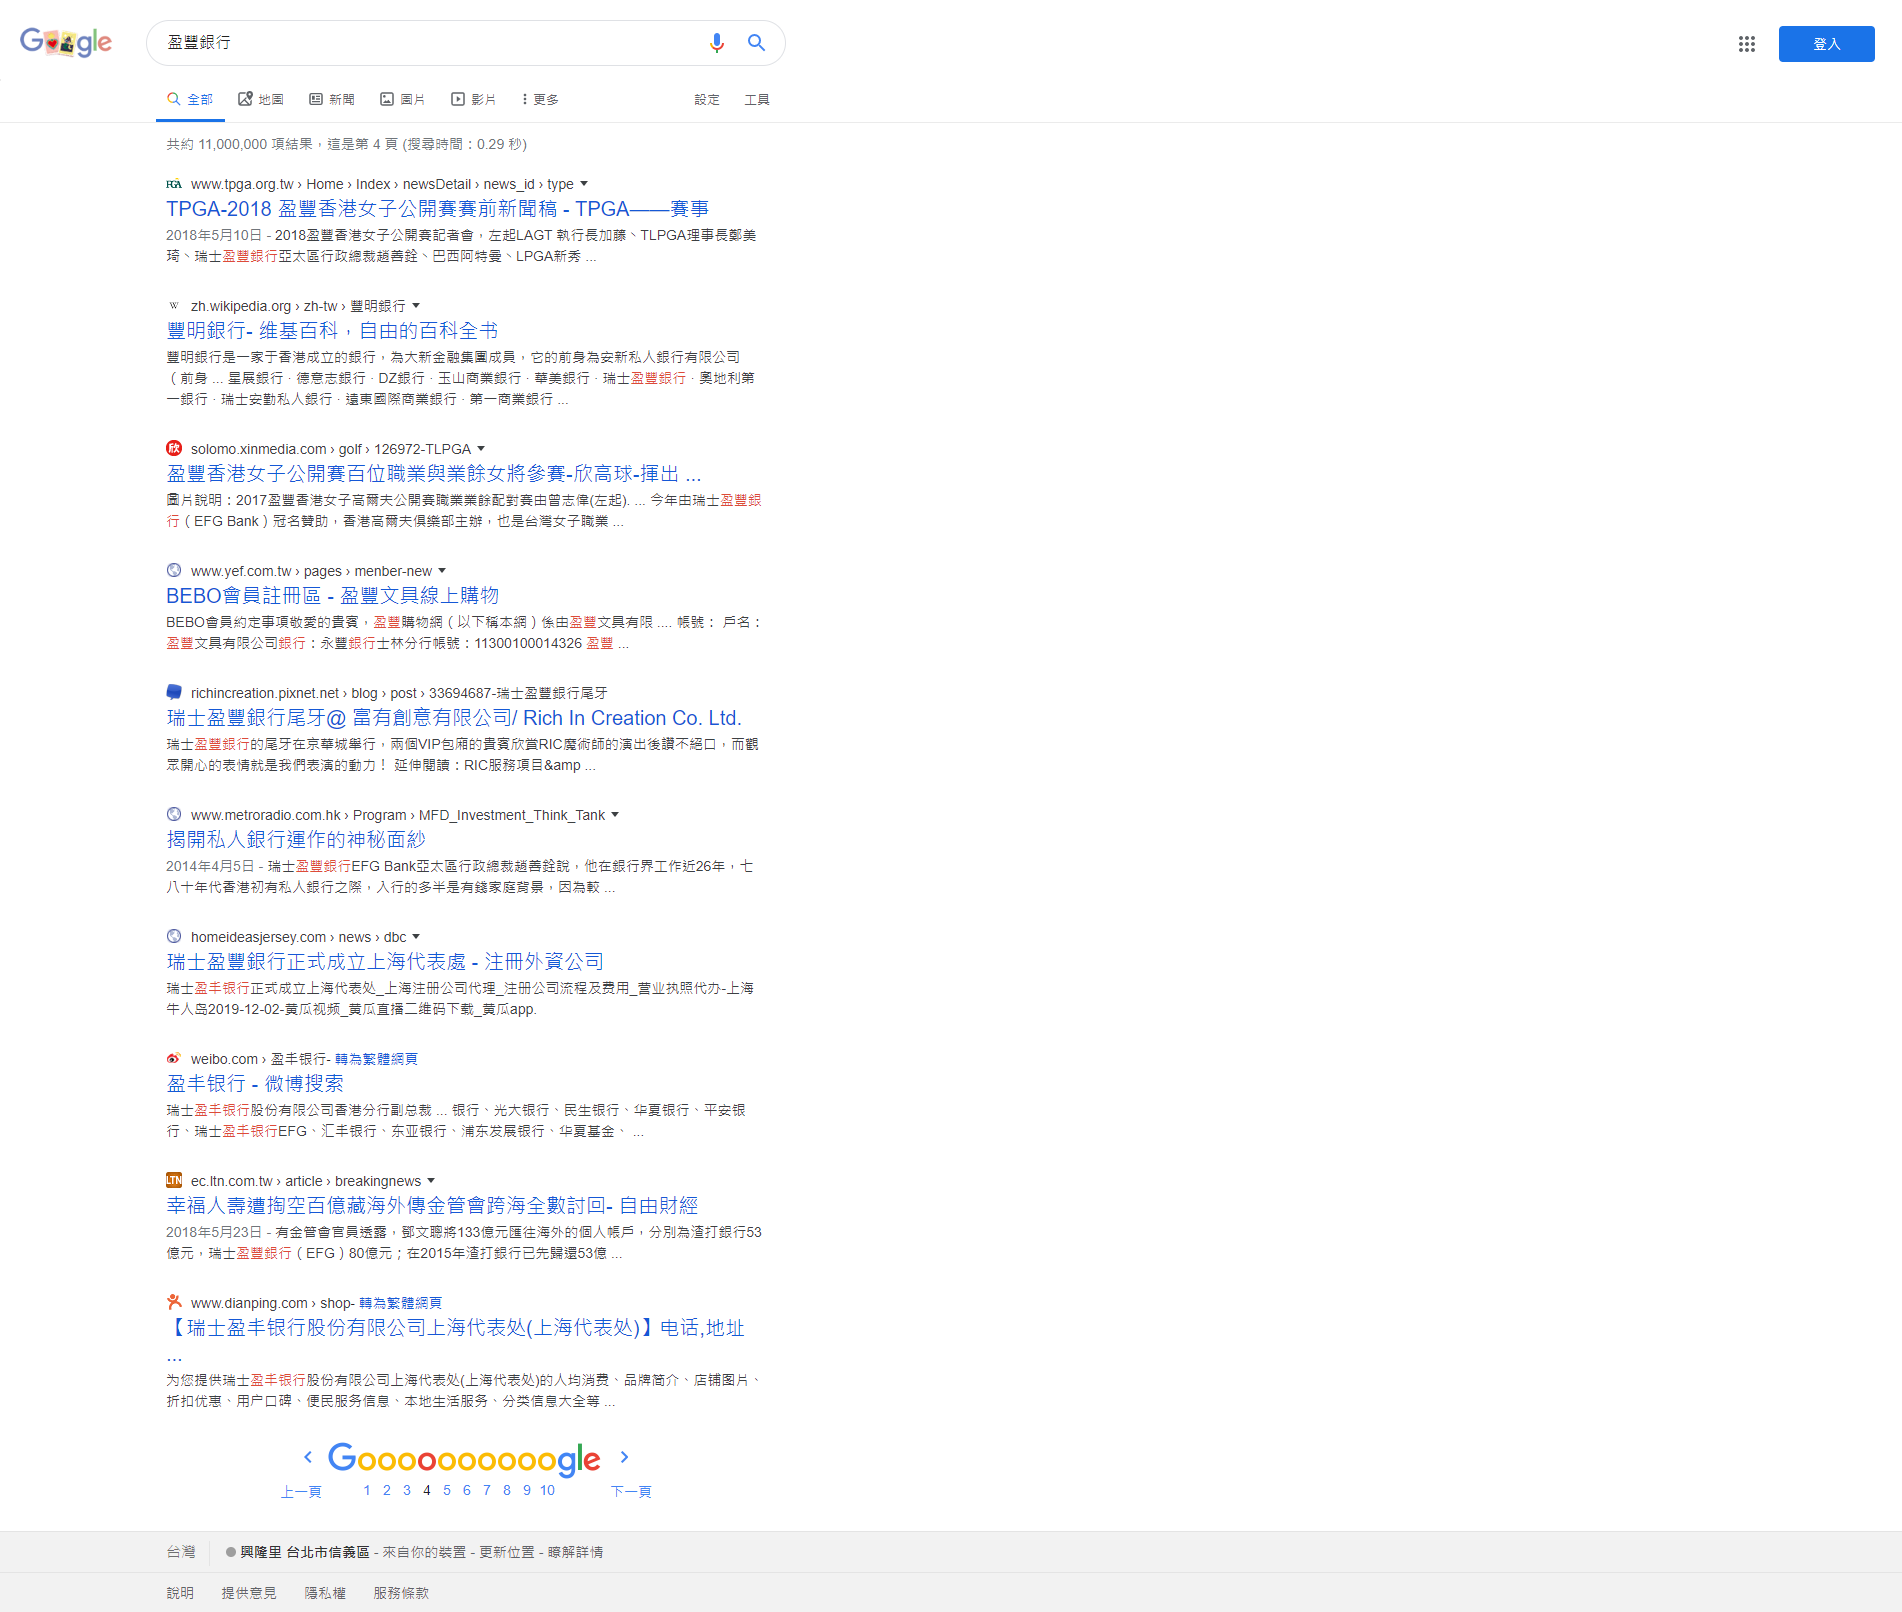 Google
盈豐銀行
登入
全部 地圖 新聞 圖片 影片 更多 設定 工具
共約 11,000,000 項結果，這是第 4 頁 (搜尋時間：0.29 秒)
www.tpga.org.tw › Home › Index › newsDetail › news_id › type
TPGA-2018 盈豐香港女子公開賽賽前新聞稿 - TPGA——賽事
2018年5月10日 - 2018盈豐香港女子公開賽記者會，左起LAGT 執行長加藤、TLPGA理事長鄭美
琦、瑞士盈豐銀行亞太區行政總裁趙善銓、巴西阿特曼、LPGA新秀 ...
zh.wikipedia.org › zh-tw › 豐明銀行
豐明銀行- 维基百科，自由的百科全书
豐明銀行是一家于香港成立的銀行，為大新金融集團成員，它的前身為安新私人銀行有限公司
（前身 ... 星展銀行 · 德意志銀行 · DZ銀行 · 玉山商業銀行 · 華美銀行 · 瑞士盈豐銀行 · 奧地利第
一銀行 · 瑞士安勤私人銀行 · 遠東國際商業銀行 · 第一商業銀行 ...
欣 solomo.xinmedia.com › golf › 126972-TLPGA
盈豐香港女子公開賽百位職業與業餘女將參賽-欣高球-揮出 ...
圖片說明：2017盈豐香港女子高爾夫公開賽職業業餘配對賽由曾志偉(左起). ... 今年由瑞士盈豐銀
行（EFG Bank）冠名贊助，香港高爾夫俱樂部主辦，也是台灣女子職業 ...
www.yef.com.tw › pages › menber-new
BEBO會員註冊區 - 盈豐文具線上購物
BEBO會員約定事項敬愛的貴賓，盈豐購物網（以下稱本網）係由盈豐文具有限 .... 帳號： 戶名：
盈豐文具有限公司銀行：永豐銀行士林分行帳號：11300100014326 盈豐 ...
richincreation.pixnet.net › blog › post › 33694687-瑞士盈豐銀行尾牙
瑞士盈豐銀行尾牙@ 富有創意有限公司/ Rich In Creation Co. Ltd.
瑞士盈豐銀行的尾牙在京華城舉行，兩個VIP包廂的貴賓欣賞RIC魔術師的演出後讚不絕口，而觀
眾開心的表情就是我們表演的動力！ 延伸閱讀：RIC服務項目&amp ...
www.metroradio.com.hk › Program › MFD_Investment_Think_Tank
揭開私人銀行運作的神秘面紗
2014年4月5日 - 瑞士盈豐銀行EFG Bank亞太區行政總裁趙善銓說，他在銀行界工作近26年，七
八十年代香港初有私人銀行之際，入行的多半是有錢家庭背景，因為較 ...
homeideasjersey.com › news › dbc
瑞士盈豐銀行正式成立上海代表處 - 注冊外資公司
瑞士盈丰银行正式成立上海代表处_上海注册公司代理_注册公司流程及费用_营业执照代办-上海
牛人岛2019-12-02-黄瓜视频_黄瓜直播二维码下载_黄瓜app.
weibo.com › 盈丰银行- 轉為繁體網頁
盈丰银行 - 微博搜索
瑞士盈丰银行股份有限公司香港分行副总裁 ... 银行、光大银行、民生银行、华夏银行、平安银
行、瑞士盈丰银行EFG、汇丰银行、东亚银行、浦东发展银行、华夏基金、 ...
LTN ec.ltn.com.tw › article › breakingnews
幸福人壽遭掏空百億藏海外傳金管會跨海全數討回- 自由財經
2018年5月23日 - 有金管會官員透露，鄧文聰將133億元匯往海外的個人帳戶，分別為渣打銀行53
億元，瑞士盈豐銀行（EFG）80億元；在2015年渣打銀行已先歸還53億 ...
www.dianping.com › shop- 轉為繁體網頁
【瑞士盈丰银行股份有限公司上海代表处(上海代表处)】电话,地址
...
为您提供瑞士盈丰银行股份有限公司上海代表处(上海代表处)的人均消费、品牌简介、店铺图片、
折扣优惠、用户口碑、便民服务信息、本地生活服务、分类信息大全等 ...
Goooooooooogle
上一頁 1 2 3 4 5 6 7 8 9 10 下一頁
台灣 興隆里 台北市信義區 - 來自你的裝置 - 更新位置 - 瞭解詳情
說明 提供意見 隱私權 服務條款